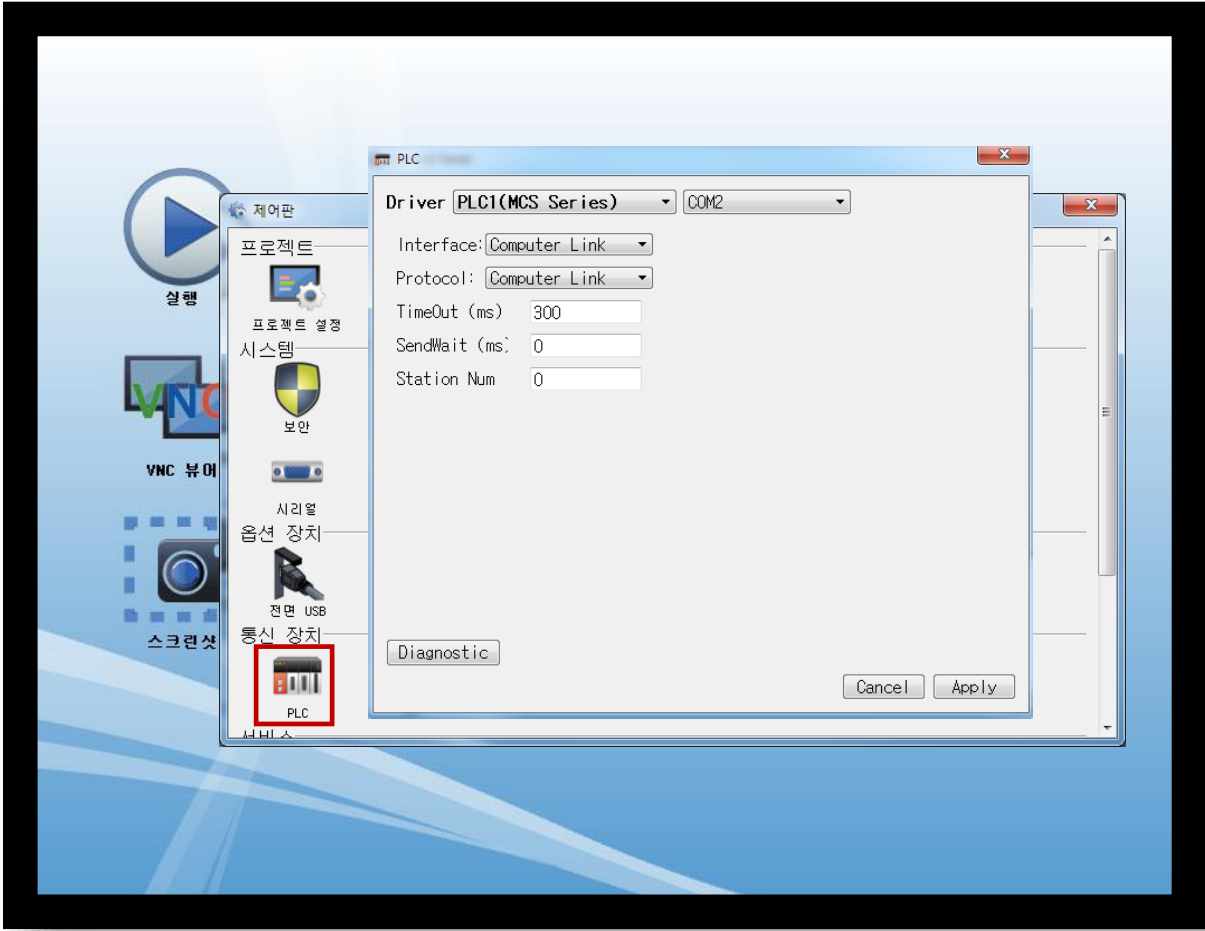 실행
VNC 뷰어
스크린샷
제어판
프로젝트
프로젝트 설정
시스템
보안
시리얼
옵션 장치
전면 USB
통신 장치
PLC
서비스
PLC
Driver PLC1(MCS Series) COM2
Interface: Computer Link
Protocol: Computer Link
TimeOut (ms) 300
SendWait (ms) 0
Station Num 0
Diagnostic
Cancel Apply